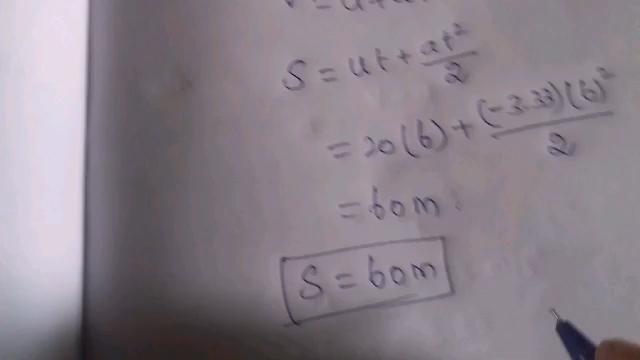 S = ut + at²/2
= 20(6) + (-3.33)(6)²/2
= 60m
S = 60m